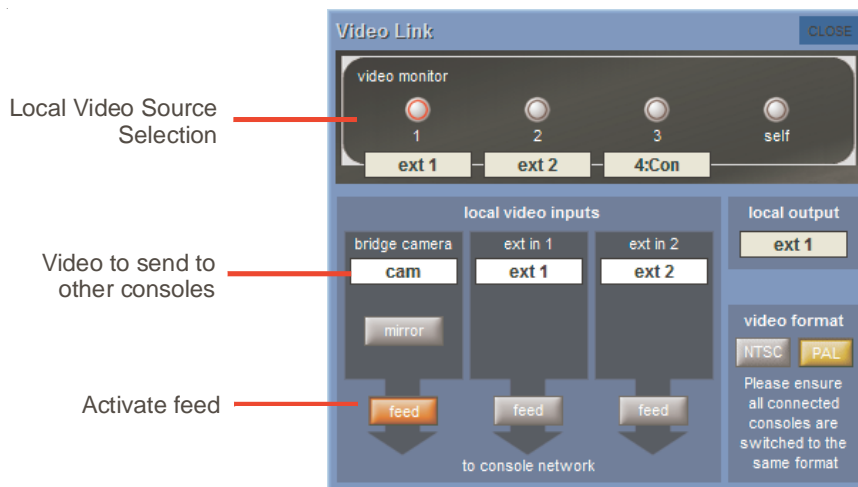 Video Link
CLOSE
video monitor
1
2
3
self
ext 1
ext 2
4:Con
Local Video Source
Selection
local video inputs
bridge camera
ext in 1
ext in 2
cam
ext 1
ext 2
mirror
feed
feed
feed
to console network
Video to send to
other consoles
Activate feed
local output
ext 1
video format
NTSC
PAL
Please ensure
all connected
consoles are
switched to the
same format